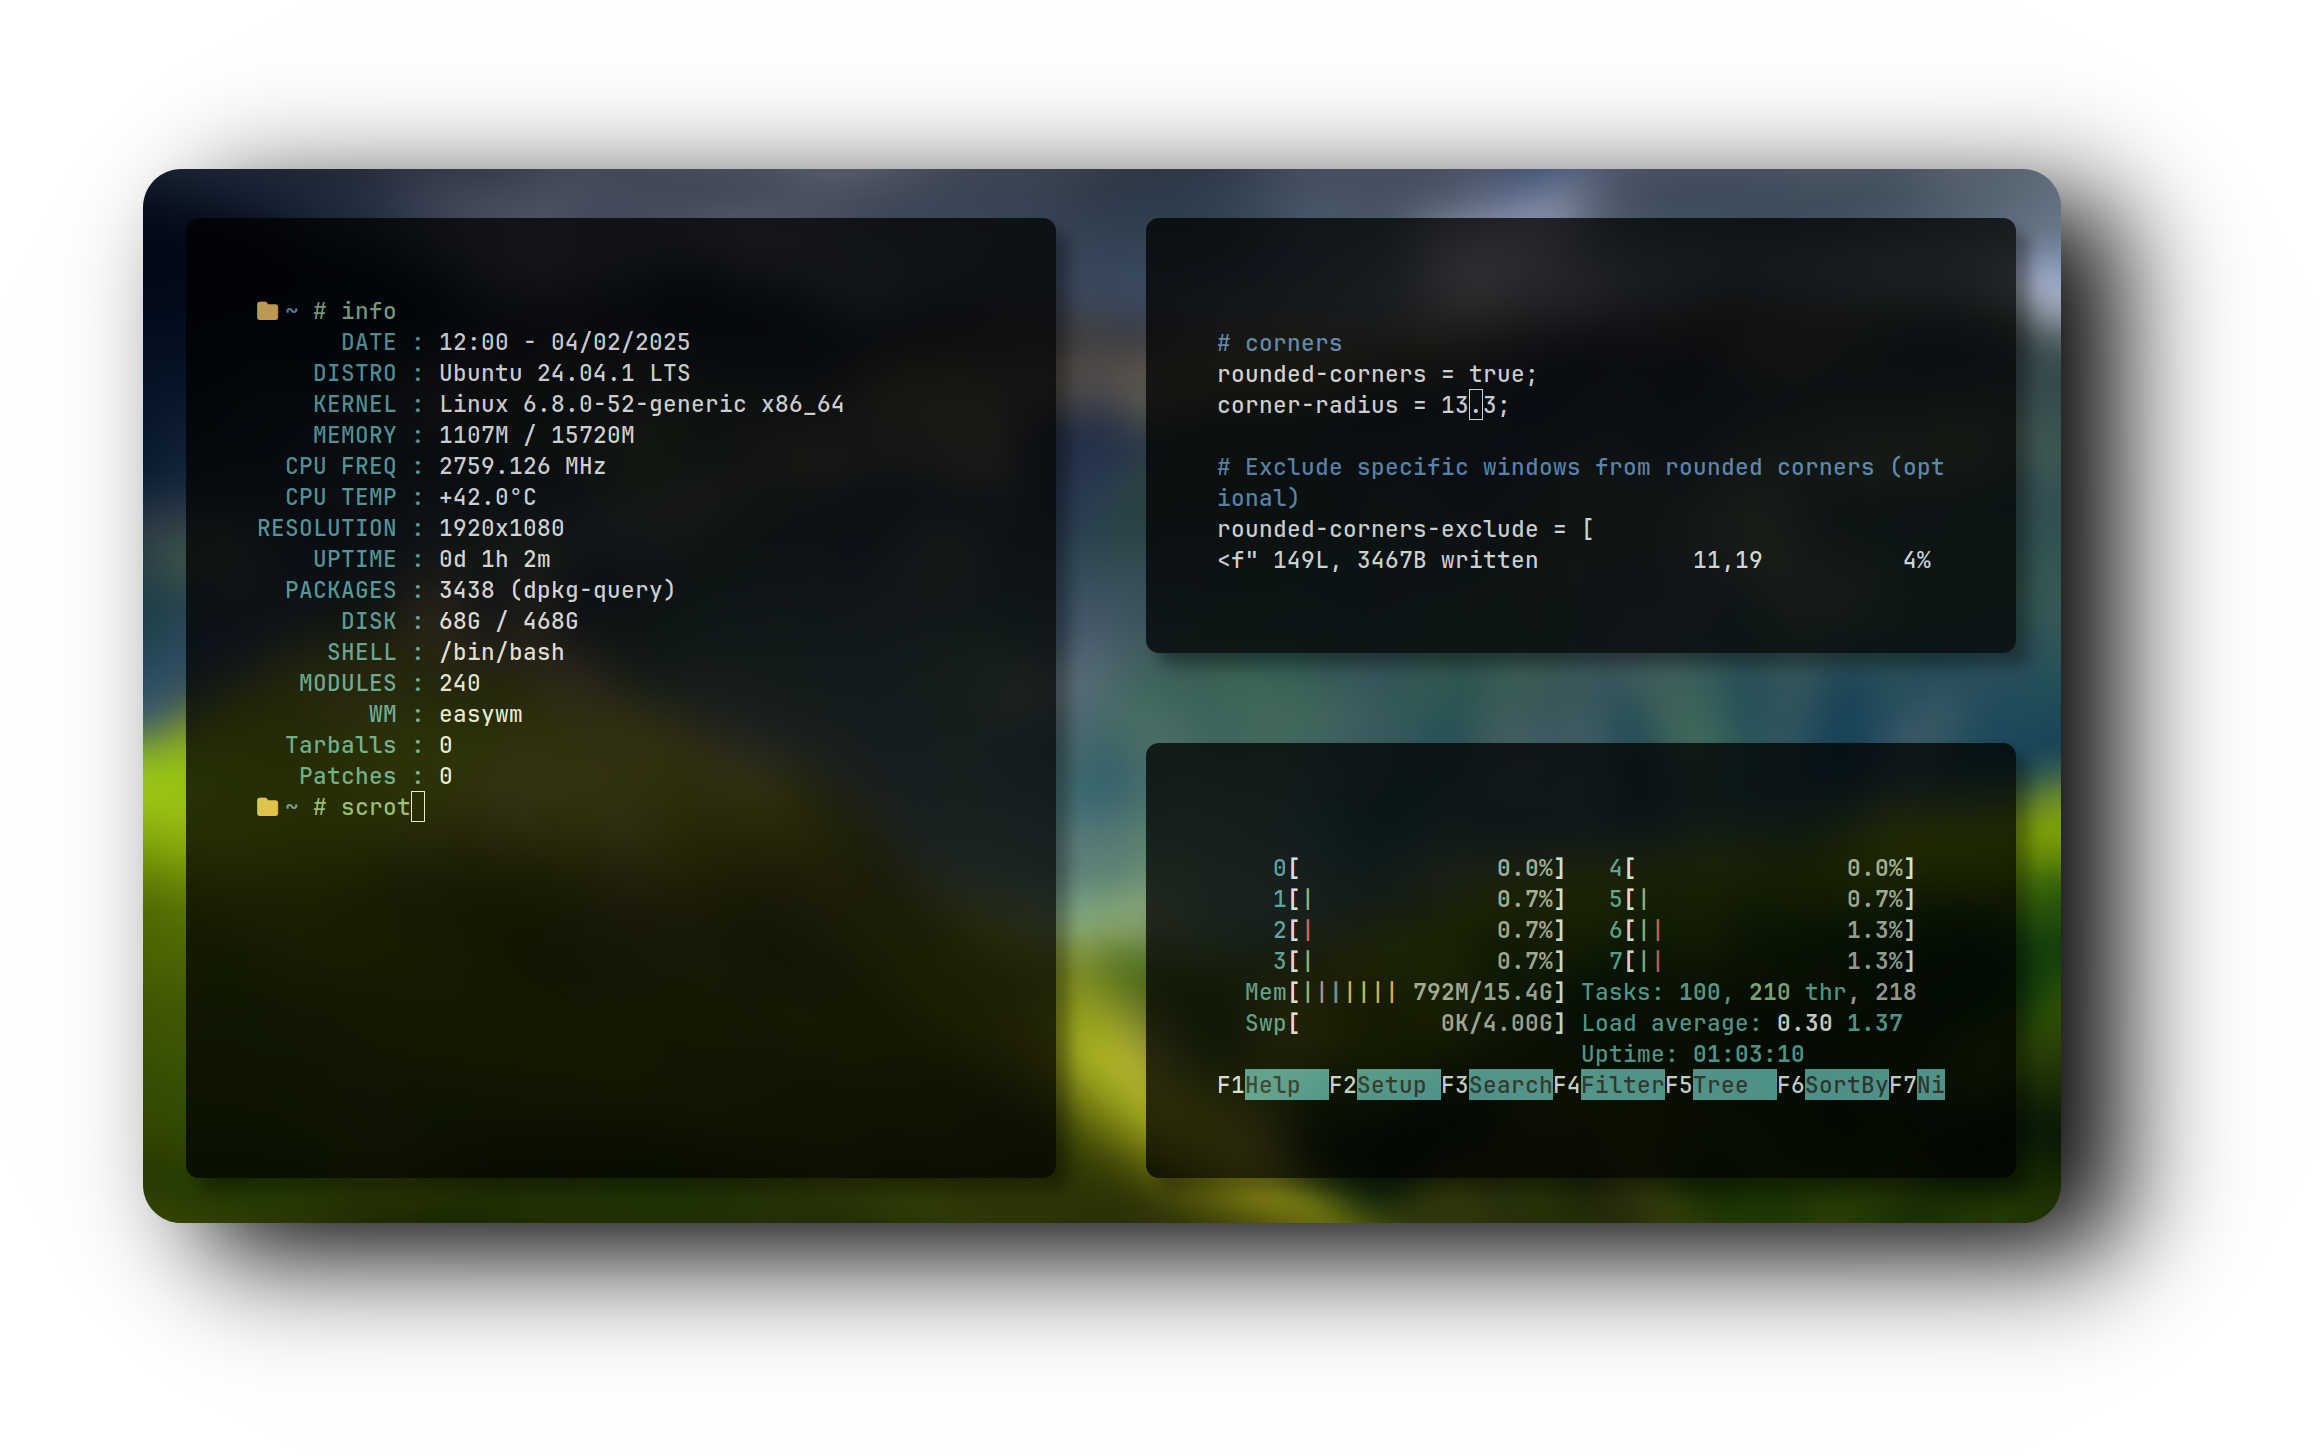 ~ # info
DATE : 12:00 - 04/02/2025
DISTRO : Ubuntu 24.04.1 LTS
KERNEL : Linux 6.8.0-52-generic x86_64
MEMORY : 1107M / 15720M
CPU FREQ : 2759.126 MHz
CPU TEMP : +42.0°C
RESOLUTION : 1920x1080
UPTIME : 0d 1h 2m
PACKAGES : 3438 (dpkg-query)
DISK : 68G / 468G
SHELL : /bin/bash
MODULES : 240
WM : easywm
Tarballs : 0
Patches : 0
~ # scrot
# corners
rounded-corners = true;
corner-radius = 13.3;
# Exclude specific windows from rounded corners (opt
ional)
rounded-corners-exclude = [
<f" 149L, 3467B written 11,19 4%
0[ 0.0%] 4[ 0.0%]
1[| 0.7%] 5[| 0.7%]
2[| 0.7%] 6[|| 1.3%]
3[| 0.7%] 7[|| 1.3%]
Mem[||||||| 792M/15.4G] Tasks: 100, 210 thr, 218
Swp[ 0K/4.00G] Load average: 0.30 1.37
Uptime: 01:03:10
F1Help F2Setup F3SearchF4FilterF5Tree F6SortByF7Ni